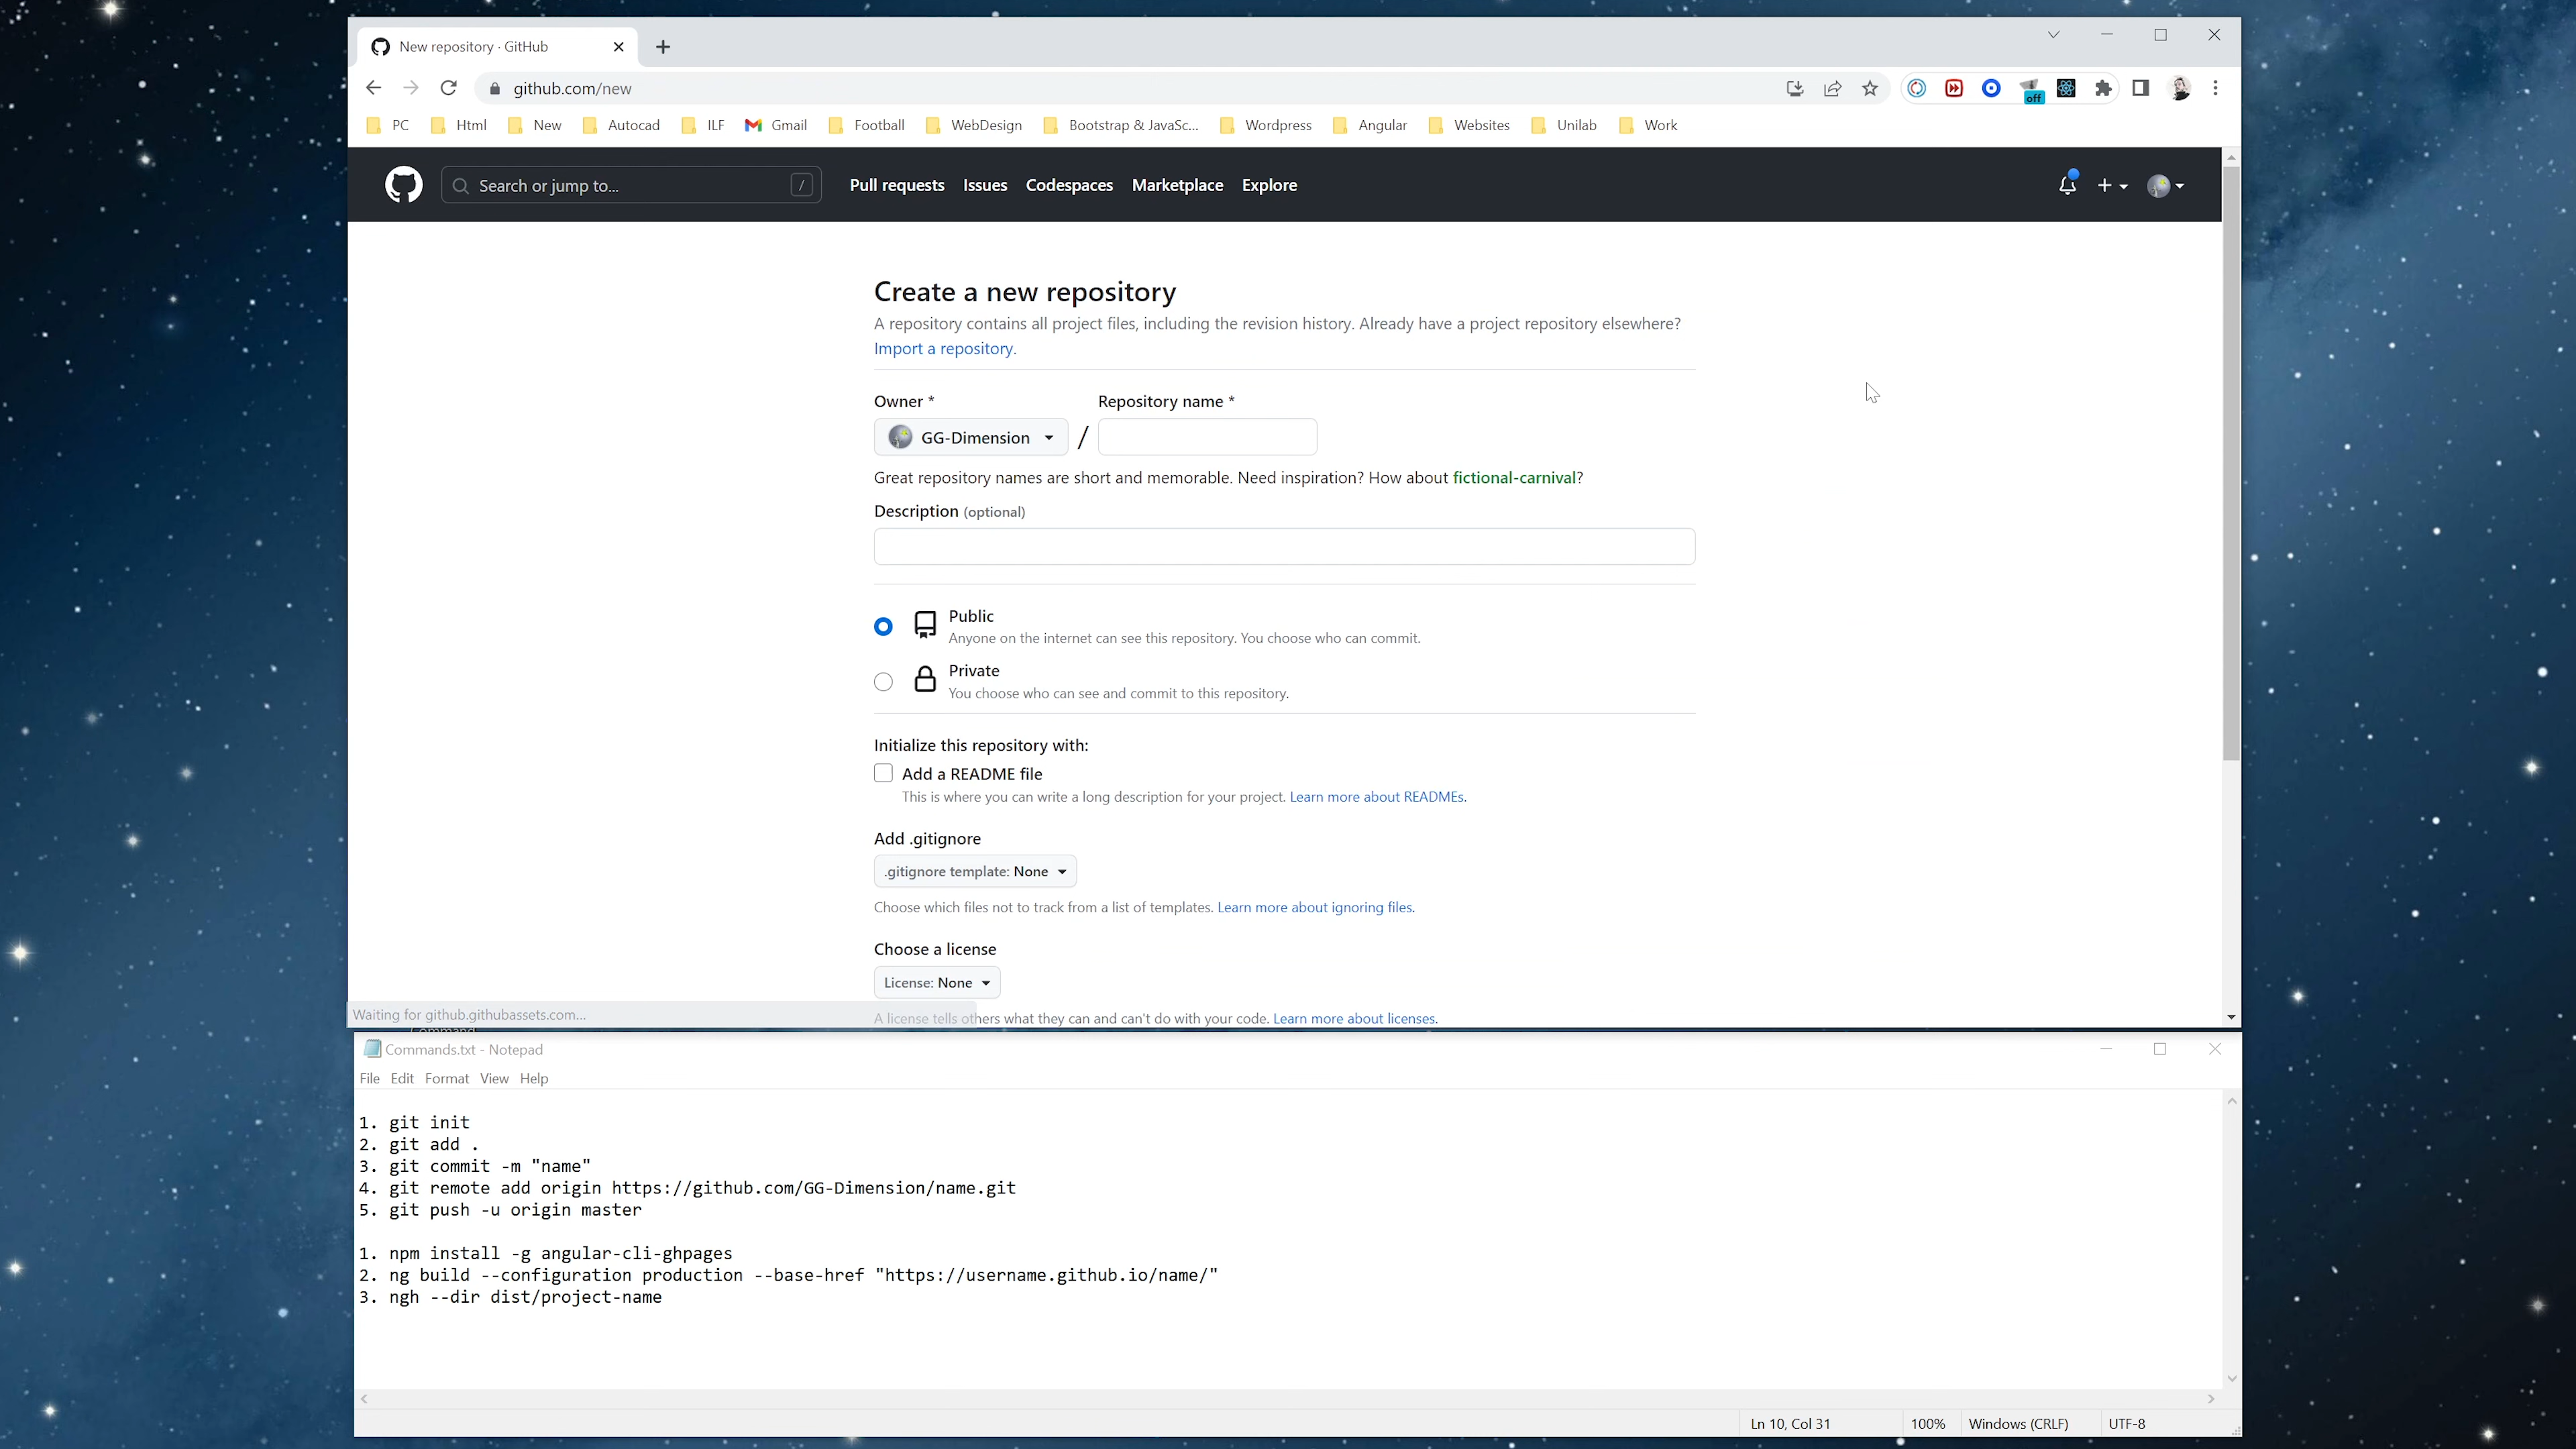 New repository · GitHub
github.com/new
off
PC Html New Autocad ILF Gmail Football WebDesign Bootstrap & JavaSc... Wordpress Angular Websites Unilab Work
Search or jump to... / Pull requests Issues Codespaces Marketplace Explore
Create a new repository
A repository contains all project files, including the revision history. Already have a project repository elsewhere?
Import a repository.
Owner * Repository name *
GG-Dimension /
Great repository names are short and memorable. Need inspiration? How about fictional-carnival?
Description (optional)
Public
Anyone on the internet can see this repository. You choose who can commit.
Private
You choose who can see and commit to this repository.
Initialize this repository with:
Add a README file
This is where you can write a long description for your project. Learn more about READMEs.
Add .gitignore
.gitignore template: None
Choose which files not to track from a list of templates. Learn more about ignoring files.
Choose a license
License: None
Waiting for github.githubassets.com...
A license tells others what they can and can't do with your code. Learn more about licenses.
Commands.txt - Notepad
File Edit Format View Help
1. git init
2. git add .
3. git commit -m "name"
4. git remote add origin https://github.com/GG-Dimension/name.git
5. git push -u origin master
1. npm install -g angular-cli-ghpages
2. ng build --configuration production --base-href "https://username.github.io/name/"
3. ngh --dir dist/project-name
Ln 10, Col 31 100% Windows (CRLF) UTF-8